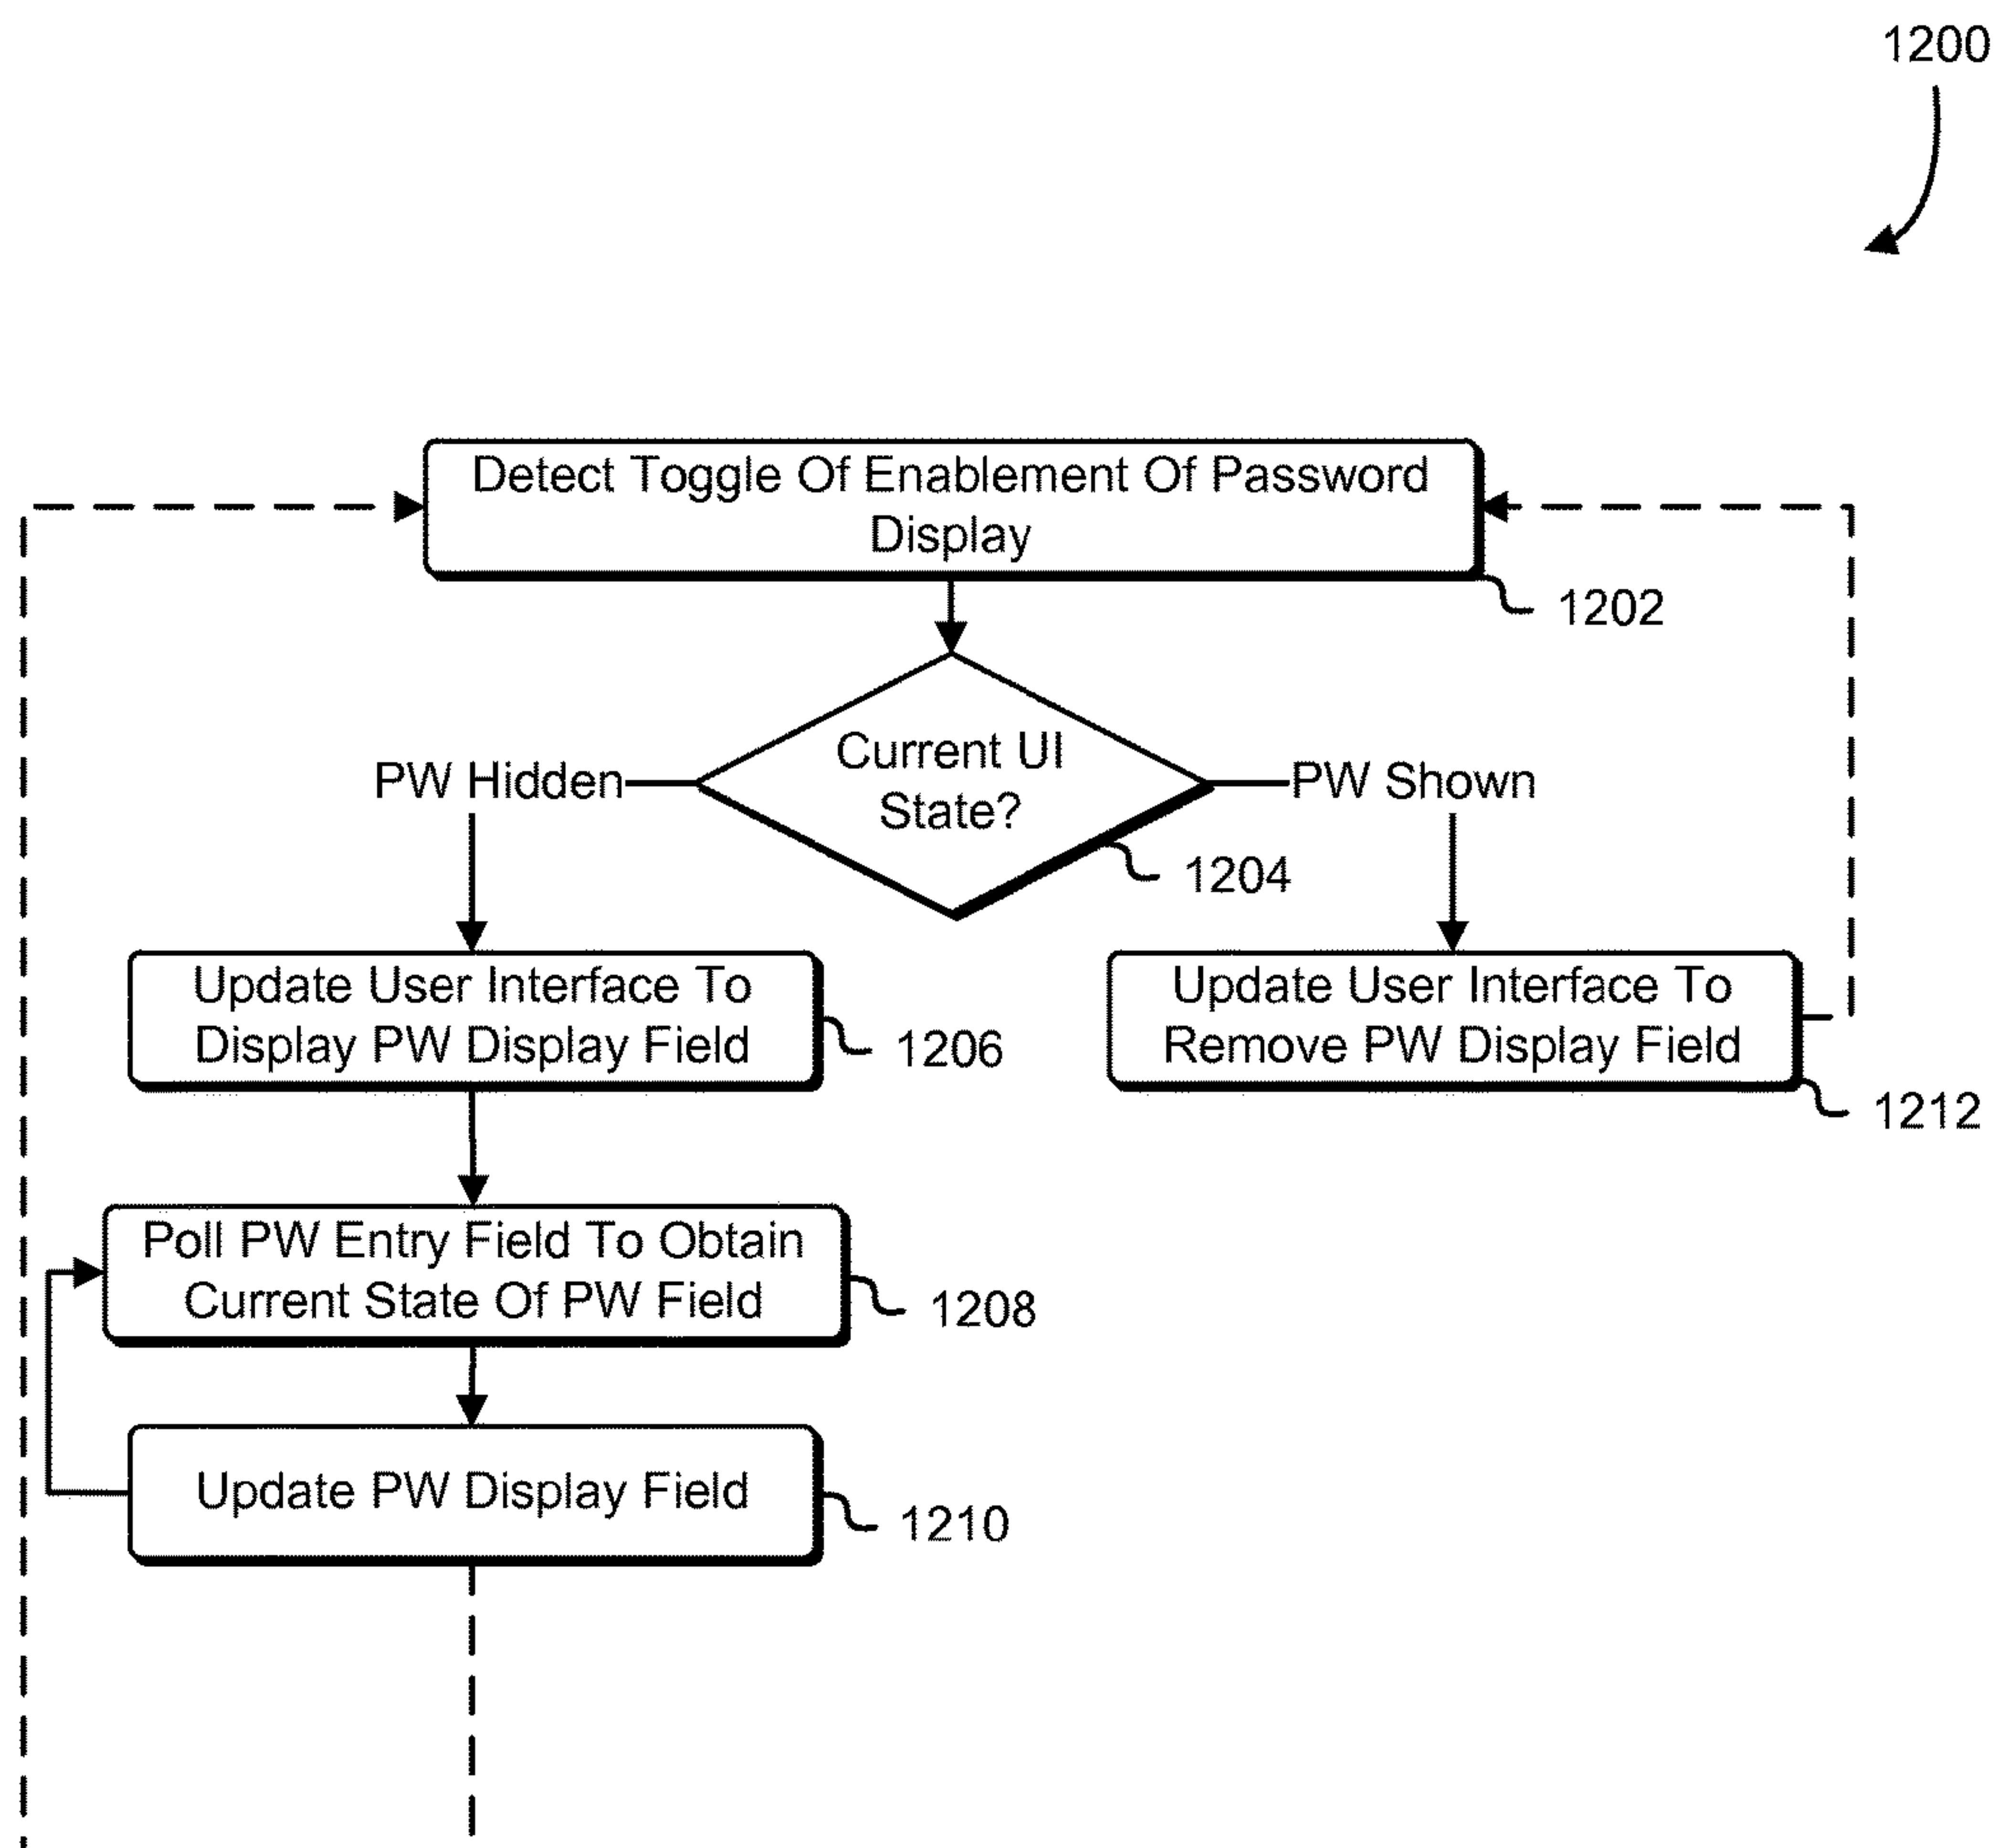 1200
Detect Toggle Of Enablement Of Password
Display
1202
Current UI
State?
PW Hidden
PW Shown
1204
Update User Interface To
Display PW Display Field
1206
Update User Interface To
Remove PW Display Field
1212
Poll PW Entry Field To Obtain
Current State Of PW Field
1208
Update PW Display Field
1210